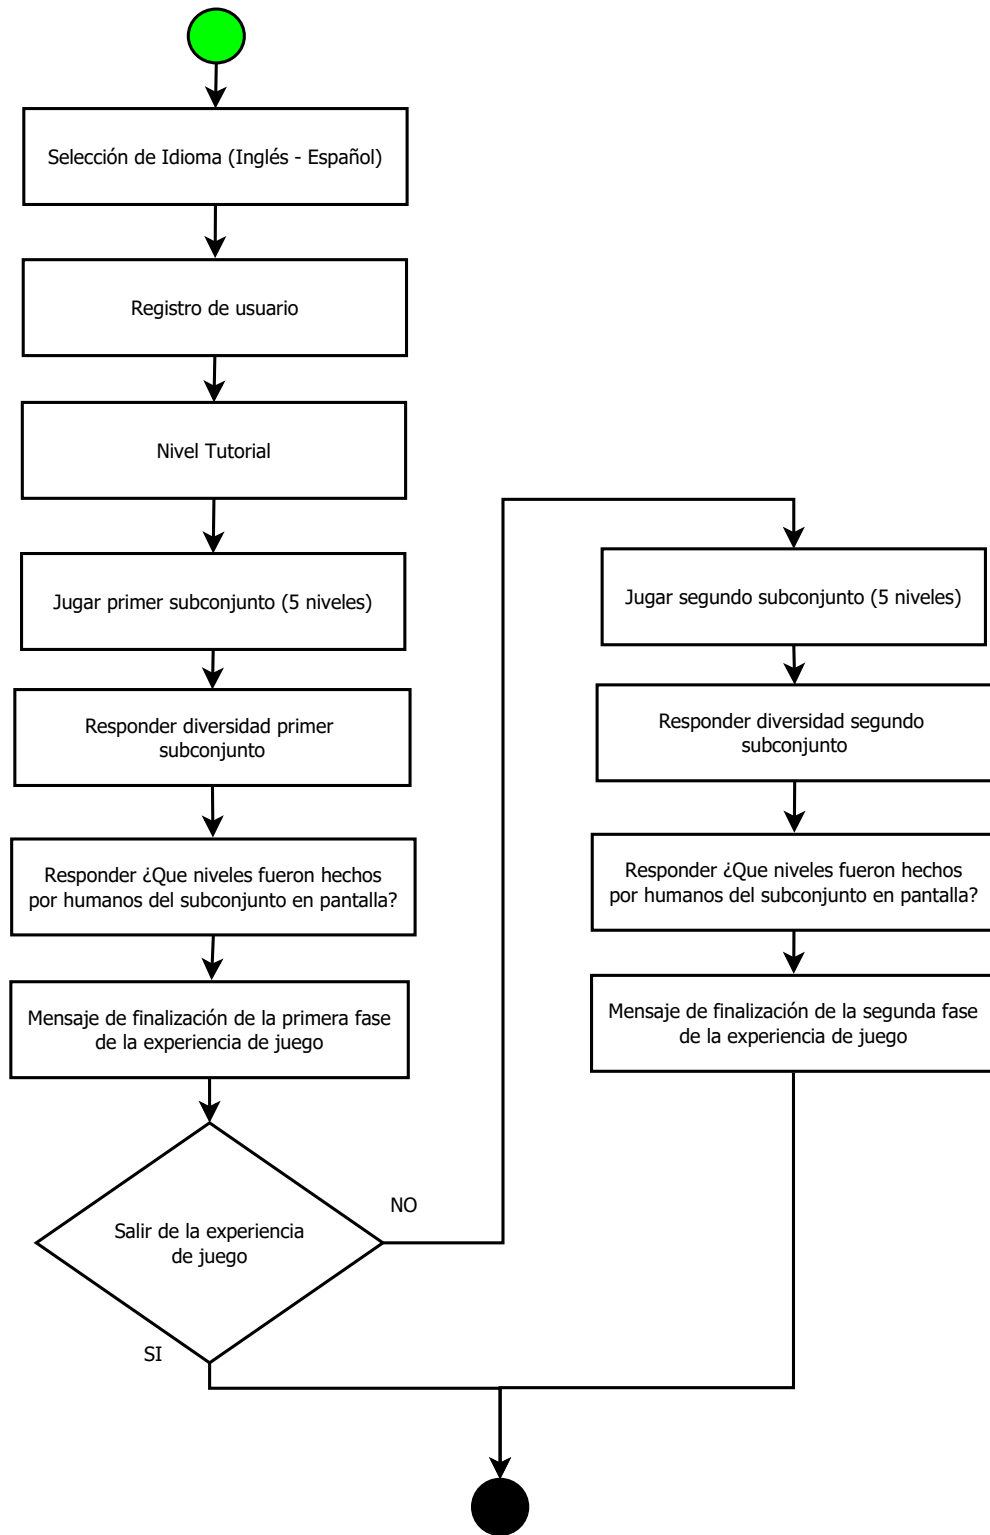 Selección de Idioma (Inglés - Español)
Registro de usuario
Nivel Tutorial
Jugar primer subconjunto (5 niveles)
Responder diversidad primer
subconjunto
Responder ¿Que niveles fueron hechos
por humanos del subconjunto en pantalla?
Mensaje de finalización de la primera fase
de la experiencia de juego
Salir de la experiencia
de juego
NO
SI
Jugar segundo subconjunto (5 niveles)
Responder diversidad segundo
subconjunto
Responder ¿Que niveles fueron hechos
por humanos del subconjunto en pantalla?
Mensaje de finalización de la segunda fase
de la experiencia de juego